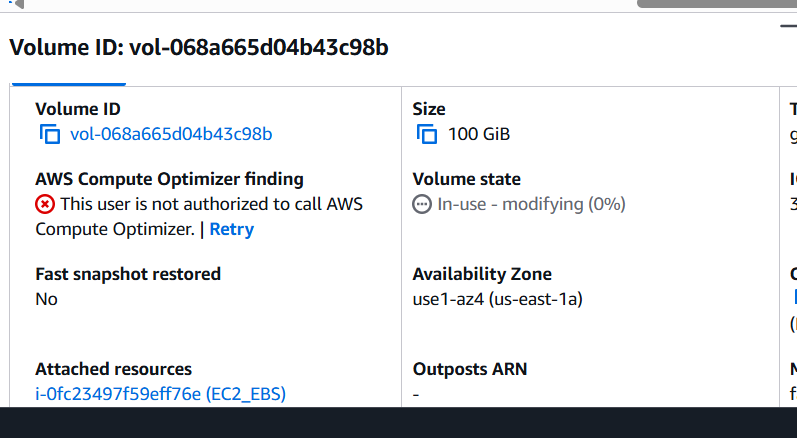 Volume ID: vol-068a665d04b43c98b
Volume ID
vol-068a665d04b43c98b
AWS Compute Optimizer finding
This user is not authorized to call AWS
Compute Optimizer. | Retry
Fast snapshot restored
No
Attached resources
i-0fc23497f59eff76e (EC2_EBS)
Size
100 GiB
Volume state
In-use - modifying (0%)
Availability Zone
use1-az4 (us-east-1a)
Outposts ARN
-